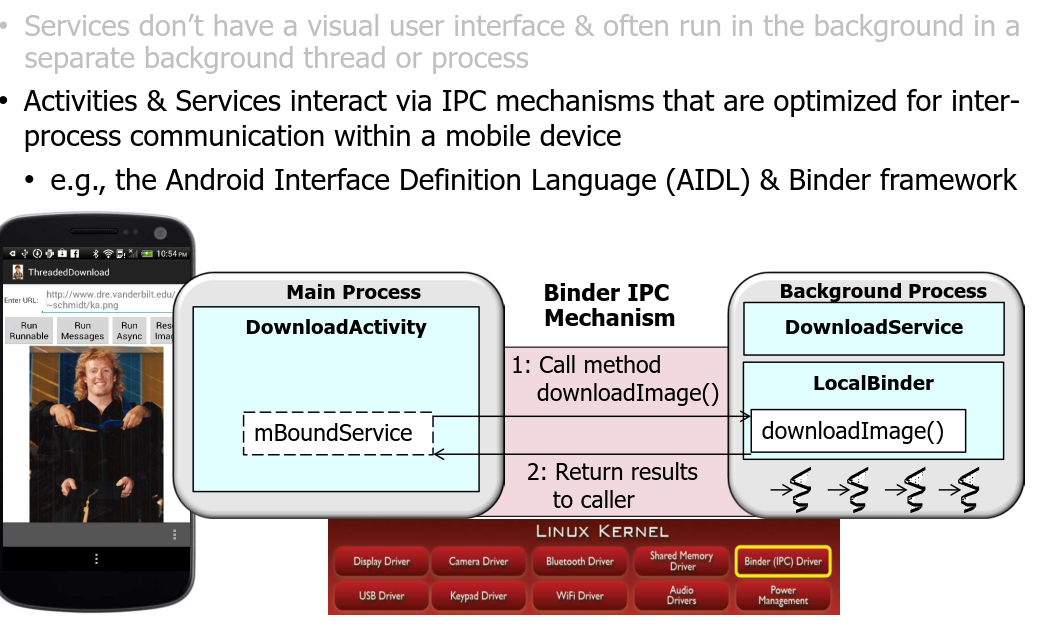 • Services don’t have a visual user interface & often run in the background in a
separate background thread or process
• Activities & Services interact via IPC mechanisms that are optimized for inter-
process communication within a mobile device
• e.g., the Android Interface Definition Language (AIDL) & Binder framework
10:54 PM
ThreadedDownload
Enter URL:
http://www.dre.vanderbilt.edu/
~schmidt/ka.png
Run
Runnable
Run
Messages
Run
Async
Res
Ima
Main Process
DownloadActivity
mBoundService
Binder IPC
Mechanism
1: Call method
downloadImage()
2: Return results
to caller
Background Process
DownloadService
LocalBinder
downloadImage()
LINUX KERNEL
Display Driver
Camera Driver
Bluetooth Driver
Shared Memory
Driver
Binder (IPC) Driver
USB Driver
Keypad Driver
WiFi Driver
Audio
Drivers
Power
Management